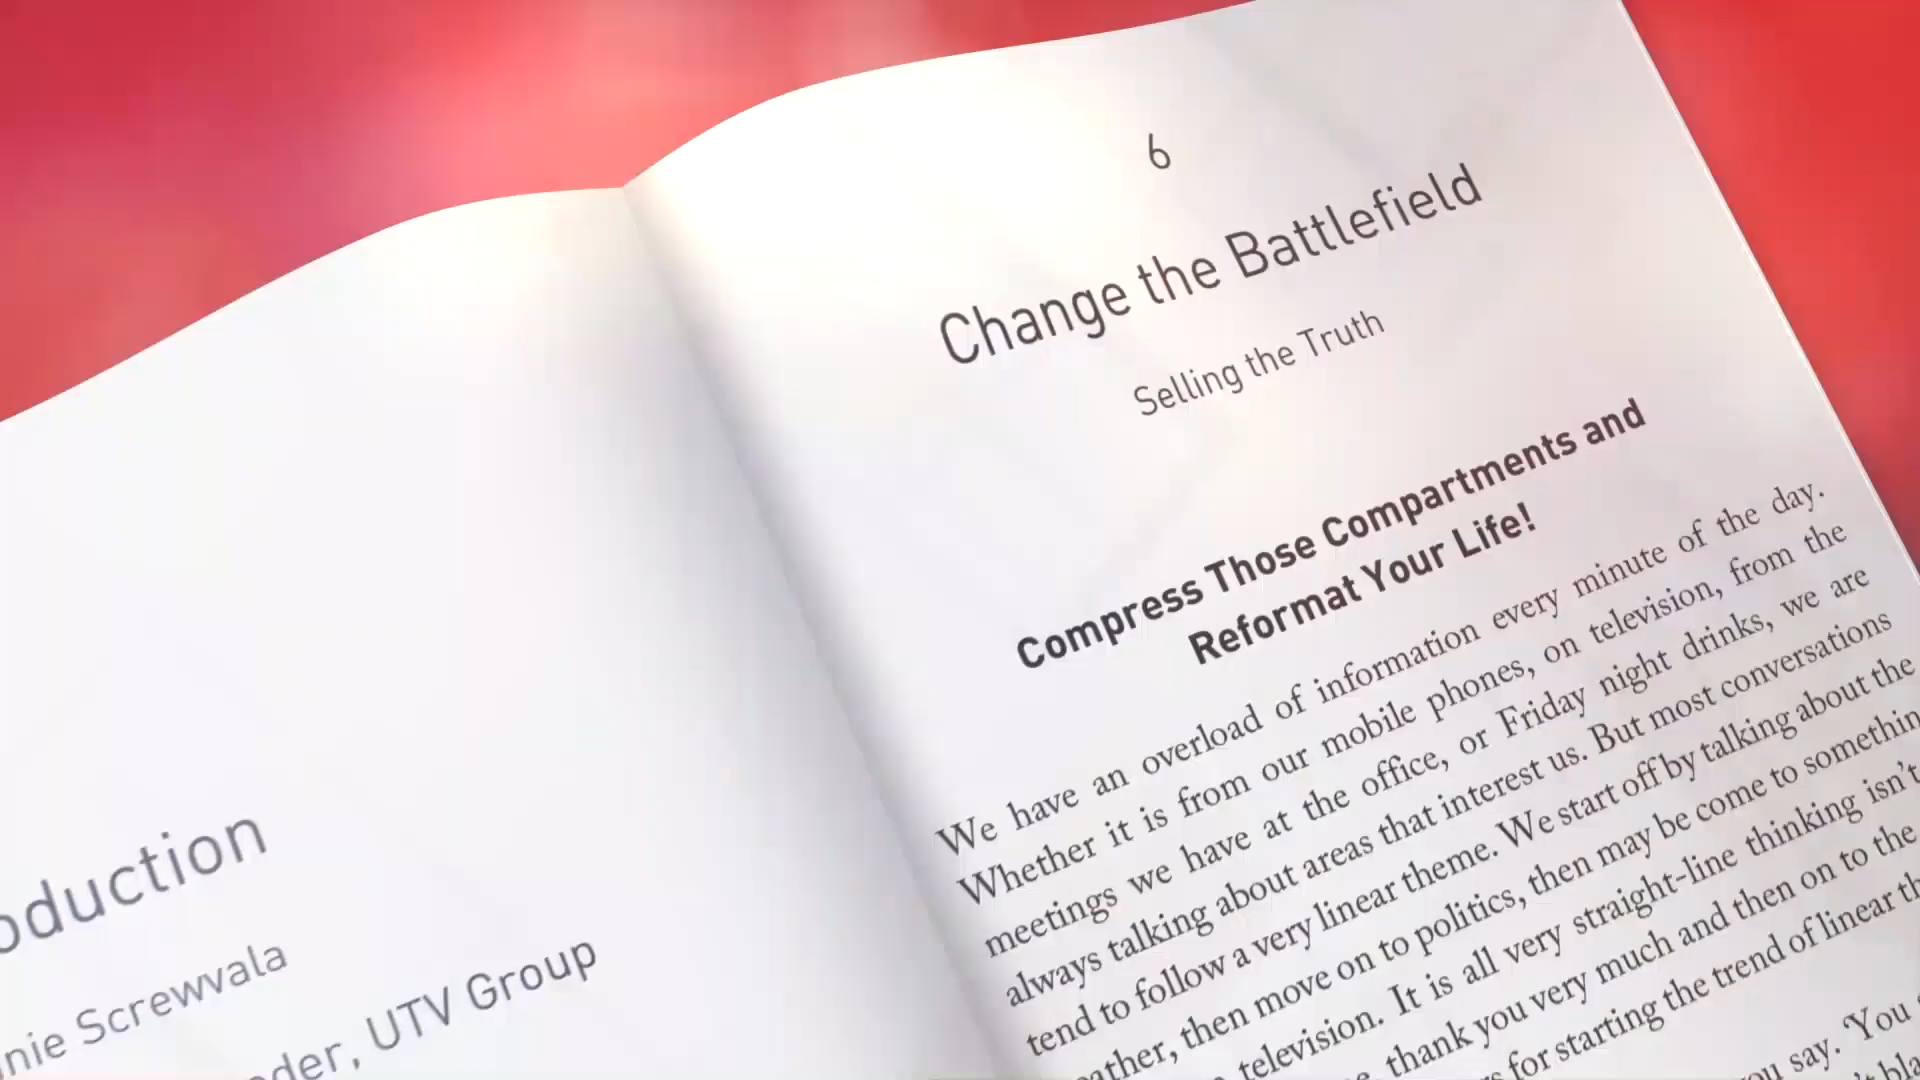 oduction
nie Screwvala
der, UTV Group
6
Change the Battlefield
Selling the Truth
Compress Those Compartments and
Reformat Your Life!
We have an overload of information every minute of the day.
Whether it is from our mobile phones, on television, from the
meetings we have at the office, or Friday night drinks, we are
always talking about areas that interest us. But most conversations
tend to follow a very linear theme. We start off by talking about the
ather, then move on to politics, then may be come to somethin
television. It is all very straight-line thinking isn't
thank you very much and then on to the
for starting the trend of linear th
ou say. 'You